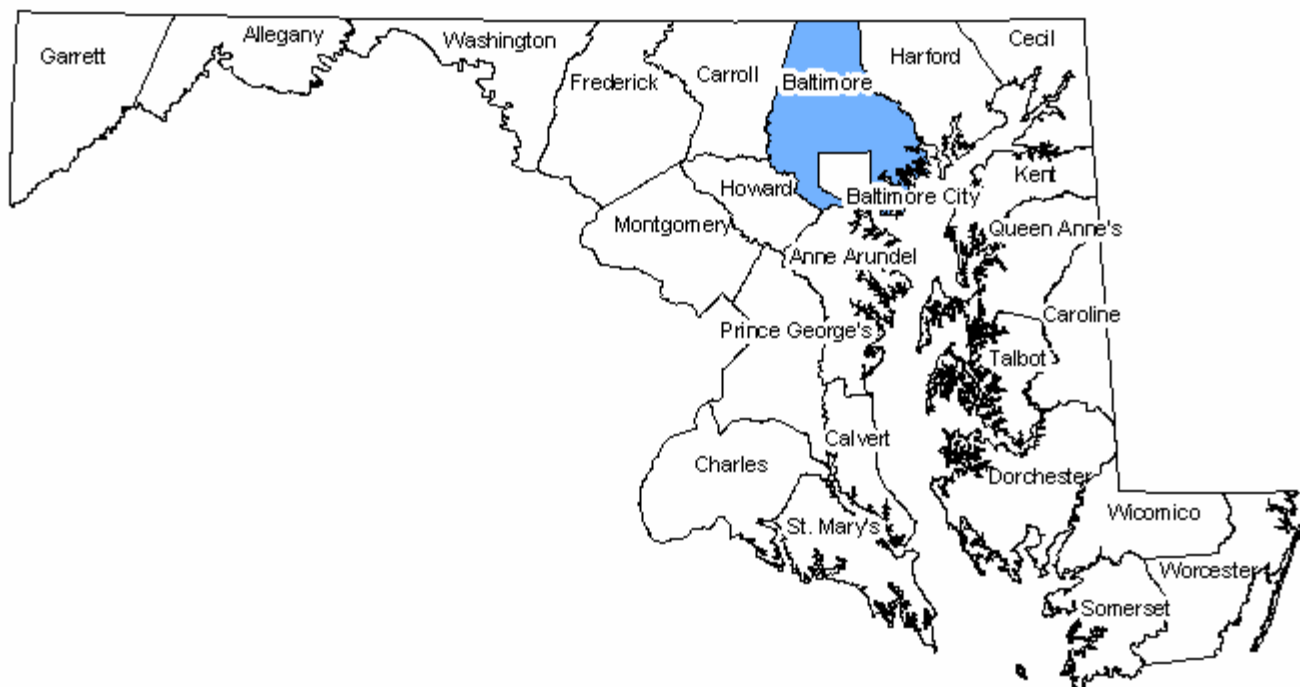 Garrett
Allegany
Washington
Frederick
Carroll
Baltimore
Harford
Cecil
Howard
Montgomery
Baltimore City
Kent
Queen Anne's
Anne Arundel
Prince George's
Caroline
Talbot
Calvert
Charles
Dorchester
St. Mary's
Wicomico
Worcester
Somerset